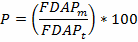 P = (FDAP_m / FDAP_t) * 100